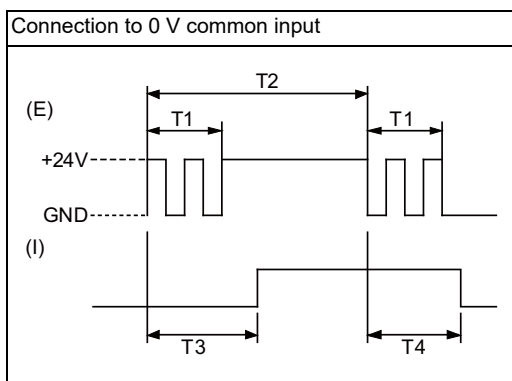 Connection to 0 V common input
T2
(E)
T1
T1
+24V
GND
(I)
T3
T4